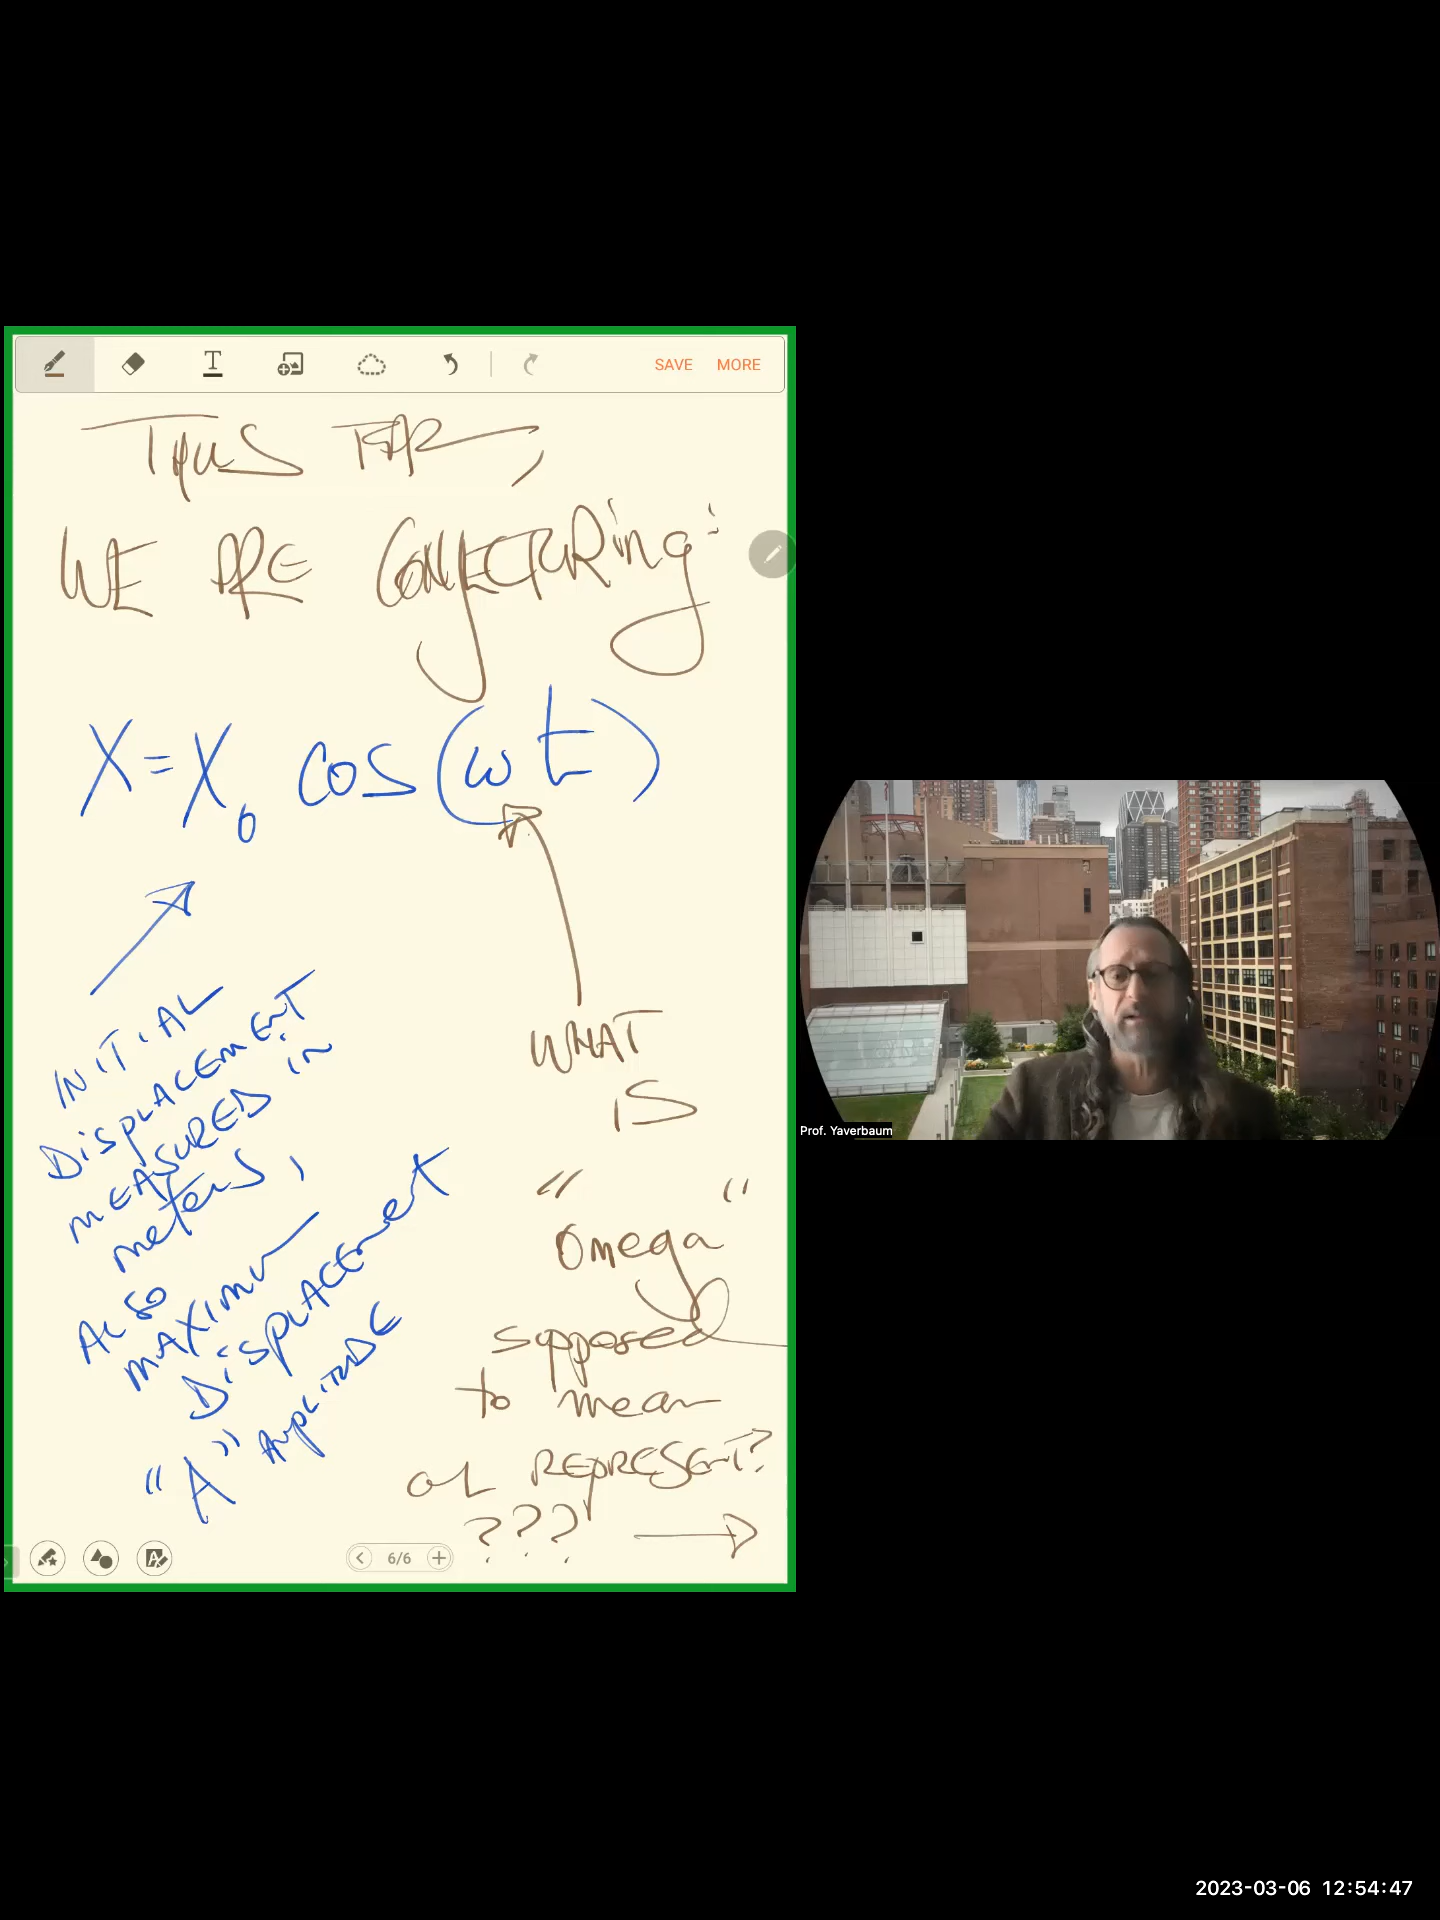 SAVE MORE
THUS FAR,
WE ARE CONJECTURing:
X = X₀ cos(ωt)
INITIAL
DISPLACEMENT
MEASURED in
meters,
ALSO
MAXIMUM
DISPLACEMENT
"A" AMPLITUDE
WHAT
IS
"Omega"
supposed
to mean
or REPRESENT?
???
6/6
Prof. Yaverbaum
2023-03-06 12:54:47